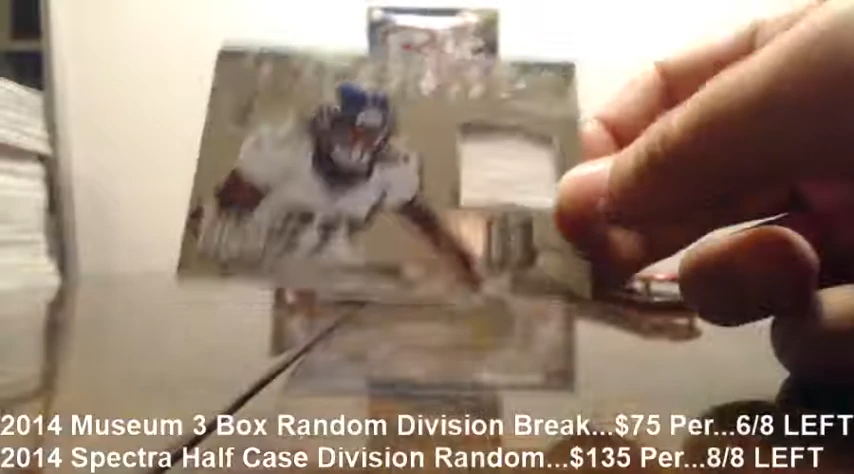 2014 Museum 3 Box Random Division Break...$75 Per...6/8 LEFT
2014 Spectra Half Case Division Random...$135 Per...8/8 LEFT